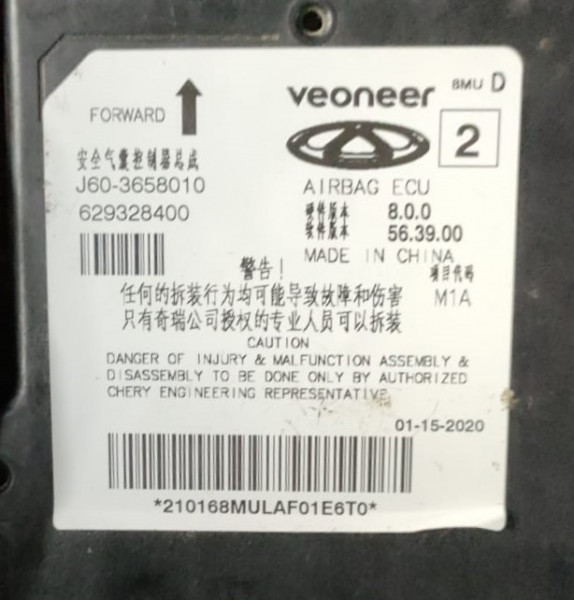 veoneer 8MU D
FORWARD
2
安全气囊控制器总成
J60-3658010
AIRBAG ECU
629328400
硬件版本 8.0.0
软件版本 56.39.00
MADE IN CHINA
警告!
项目代码
任何的拆装行为均可能导致故障和伤害
M1A
只有奇瑞公司授权的专业人员可以拆装
CAUTION
DANGER OF INJURY & MALFUNCTION ASSEMBLY &
DISASSEMBLY TO BE DONE ONLY BY AUTHORIZED
CHERY ENGINEERING REPRESENTATIVE
01-15-2020
*210168MULAF01E6T0*